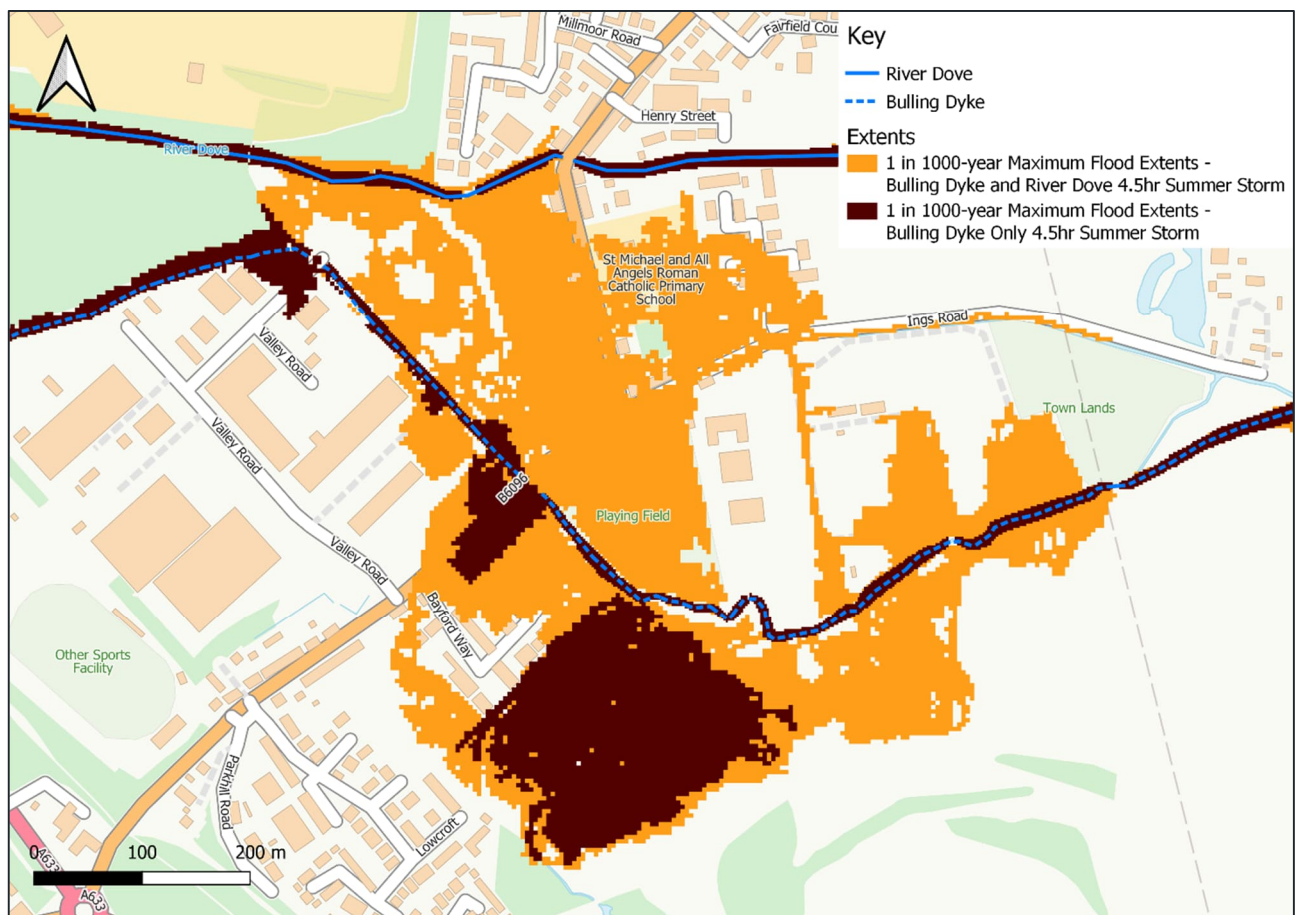 Millmoor Road
Fairfield Cou
Key
River Dove
Bulling Dyke
Extents
1 in 1000-year Maximum Flood Extents -
Bulling Dyke and River Dove 4.5hr Summer Storm
1 in 1000-year Maximum Flood Extents -
Bulling Dyke Only 4.5hr Summer Storm
Henry Street
River Dove
St Michael and All
Angels Roman
Catholic Primary
School
Ings Road
Valley Road
Town Lands
Valley Road
B6096
Playing Field
Valley Road
Bayford Way
Other Sports
Facility
Parkhill Road
Lowcroft
0 100 200 m
A633
A633